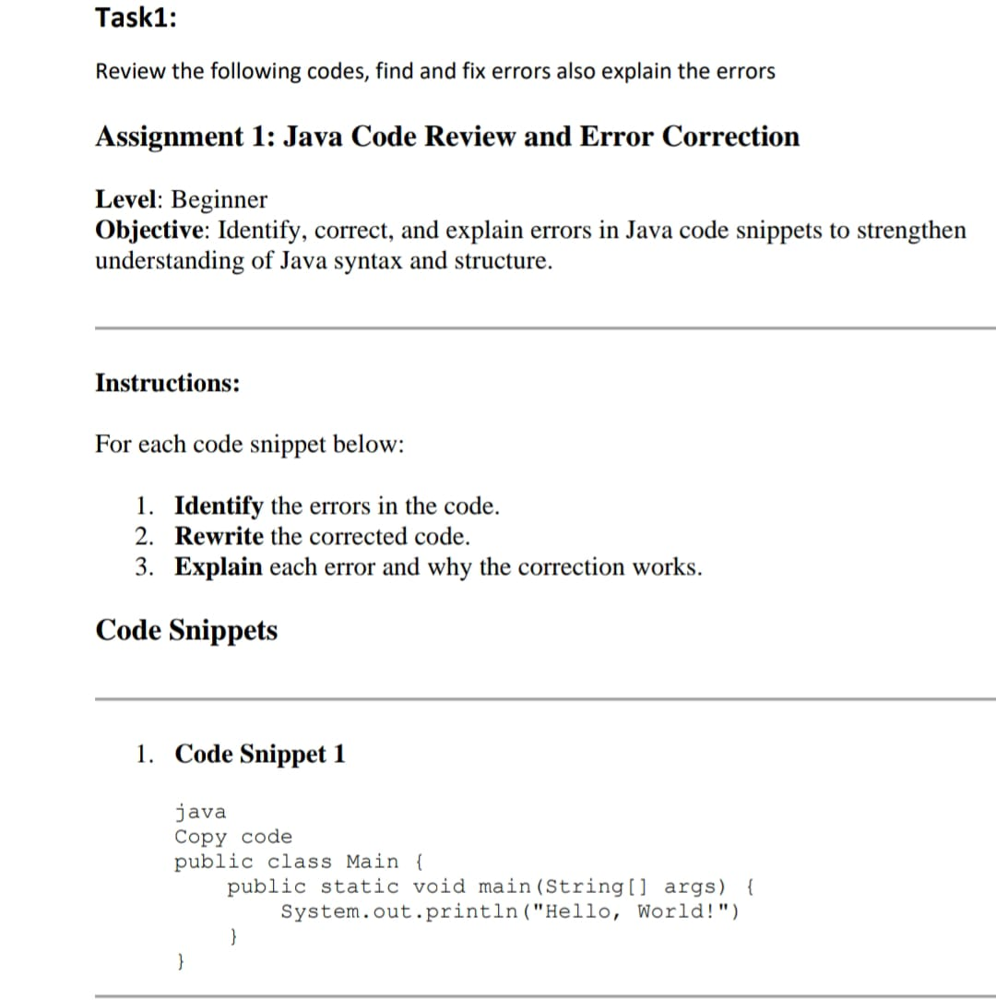 Task1:
Review the following codes, find and fix errors also explain the errors
Assignment 1: Java Code Review and Error Correction
Level: Beginner
Objective: Identify, correct, and explain errors in Java code snippets to strengthen
understanding of Java syntax and structure.
Instructions:
For each code snippet below:
1. Identify the errors in the code.
2. Rewrite the corrected code.
3. Explain each error and why the correction works.
Code Snippets
1. Code Snippet 1
java
Copy code
public class Main {
    public static void main(String[] args) {
        System.out.println("Hello, World!")
    }
}